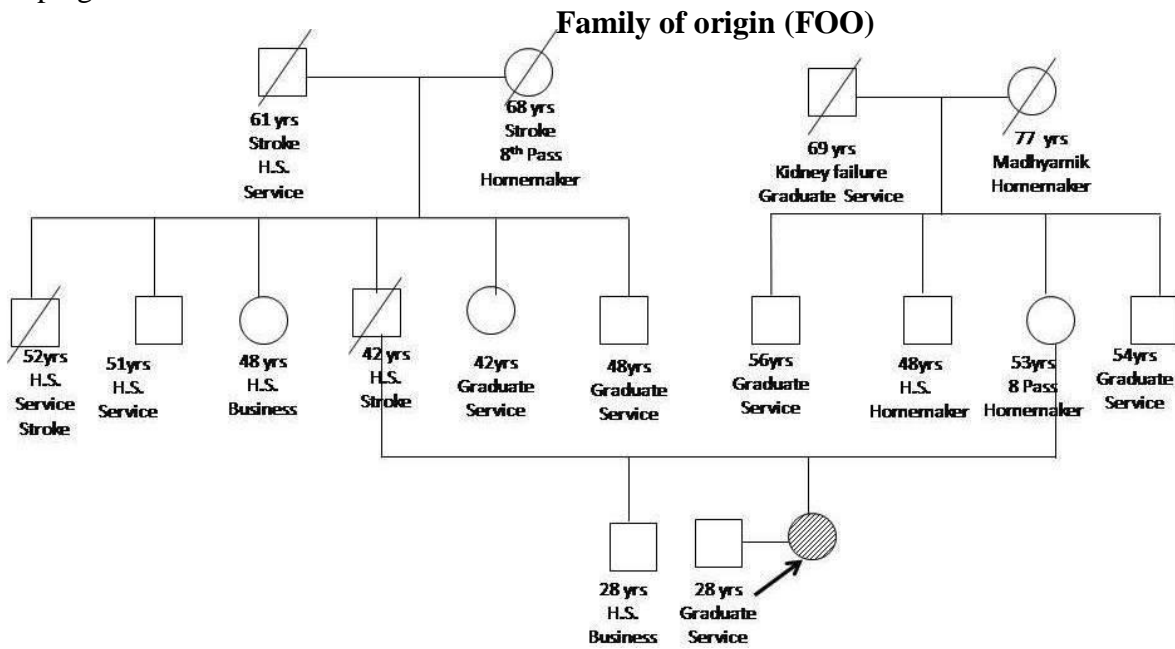 Family of origin (FOO)
61 yrs
Stroke
H.S.
Service
68 yrs
Stroke
8th Pass
Homemaker
69 yrs
Kidney failure
Graduate Service
77 yrs
Madhyamik
Homemaker
52yrs
H.S.
Service
Stroke
51yrs
H.S.
Service
48 yrs
H.S.
Business
42 yrs
H.S.
Stroke
42yrs
Graduate
Service
48yrs
Graduate
Service
56yrs
Graduate
Service
48yrs
H.S.
Homemaker
53yrs
8 Pass
Homemaker
54yrs
Graduate
Service
28 yrs
H.S.
Business
28 yrs
Graduate
Service